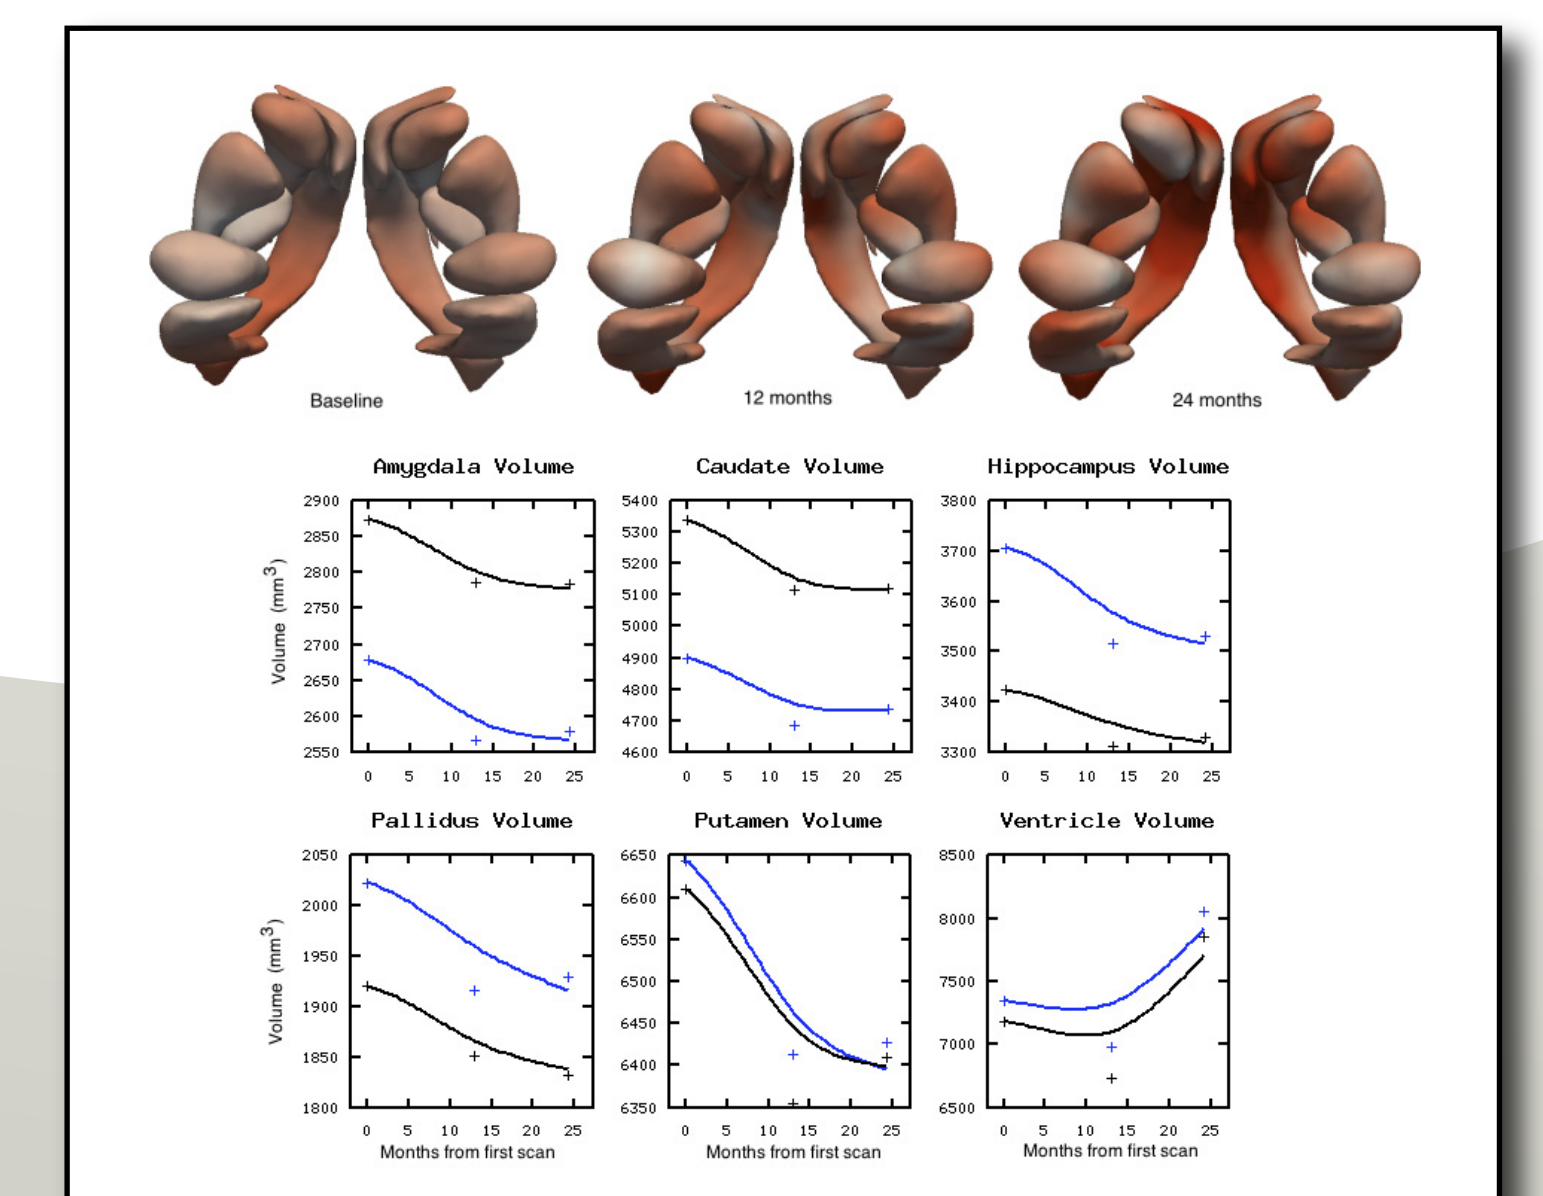 Baseline
12 months
24 months
Amygdala Volume
Caudate Volume
Hippocampus Volume
Volume (mm³)
2900
2850
2800
2750
2700
2650
2600
2550
0 5 10 15 20 25
5400
5300
5200
5100
5000
4900
4800
4700
4600
0 5 10 15 20 25
3800
3700
3600
3500
3400
3300
0 5 10 15 20 25
Pallidus Volume
Putamen Volume
Ventricle Volume
Volume (mm³)
2050
2000
1950
1900
1850
1800
0 5 10 15 20 25
Months from first scan
6650
6600
6550
6500
6450
6400
6350
0 5 10 15 20 25
Months from first scan
8500
8000
7500
7000
6500
0 5 10 15 20 25
Months from first scan